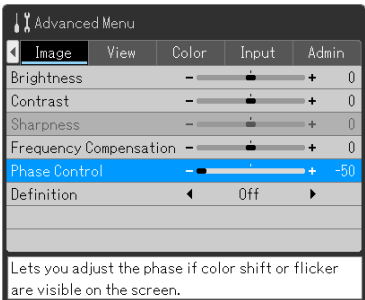 Advanced Menu
Image View Color Input Admin
Brightness - + 0
Contrast - + 0
Sharpness - + 0
Frequency Compensation - + 0
Phase Control - + -50
Definition Off
Lets you adjust the phase if color shift or flicker
are visible on the screen.